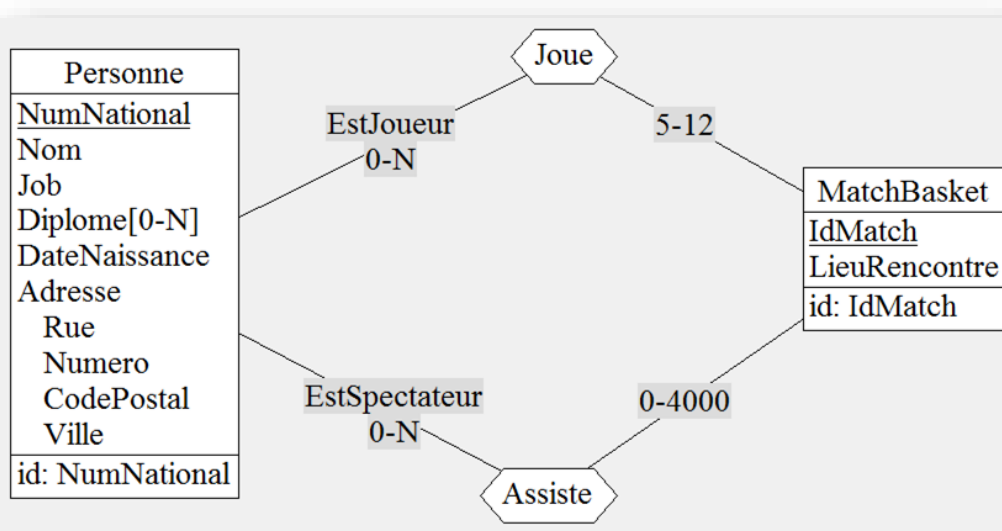 Personne
NumNational
Nom
Job
Diplome[0-N]
DateNaissance
Adresse
Rue
Numero
CodePostal
Ville
id: NumNational
Joue
EstJoueur
0-N
5-12
MatchBasket
IdMatch
LieuRencontre
id: IdMatch
EstSpectateur
0-N
0-4000
Assiste